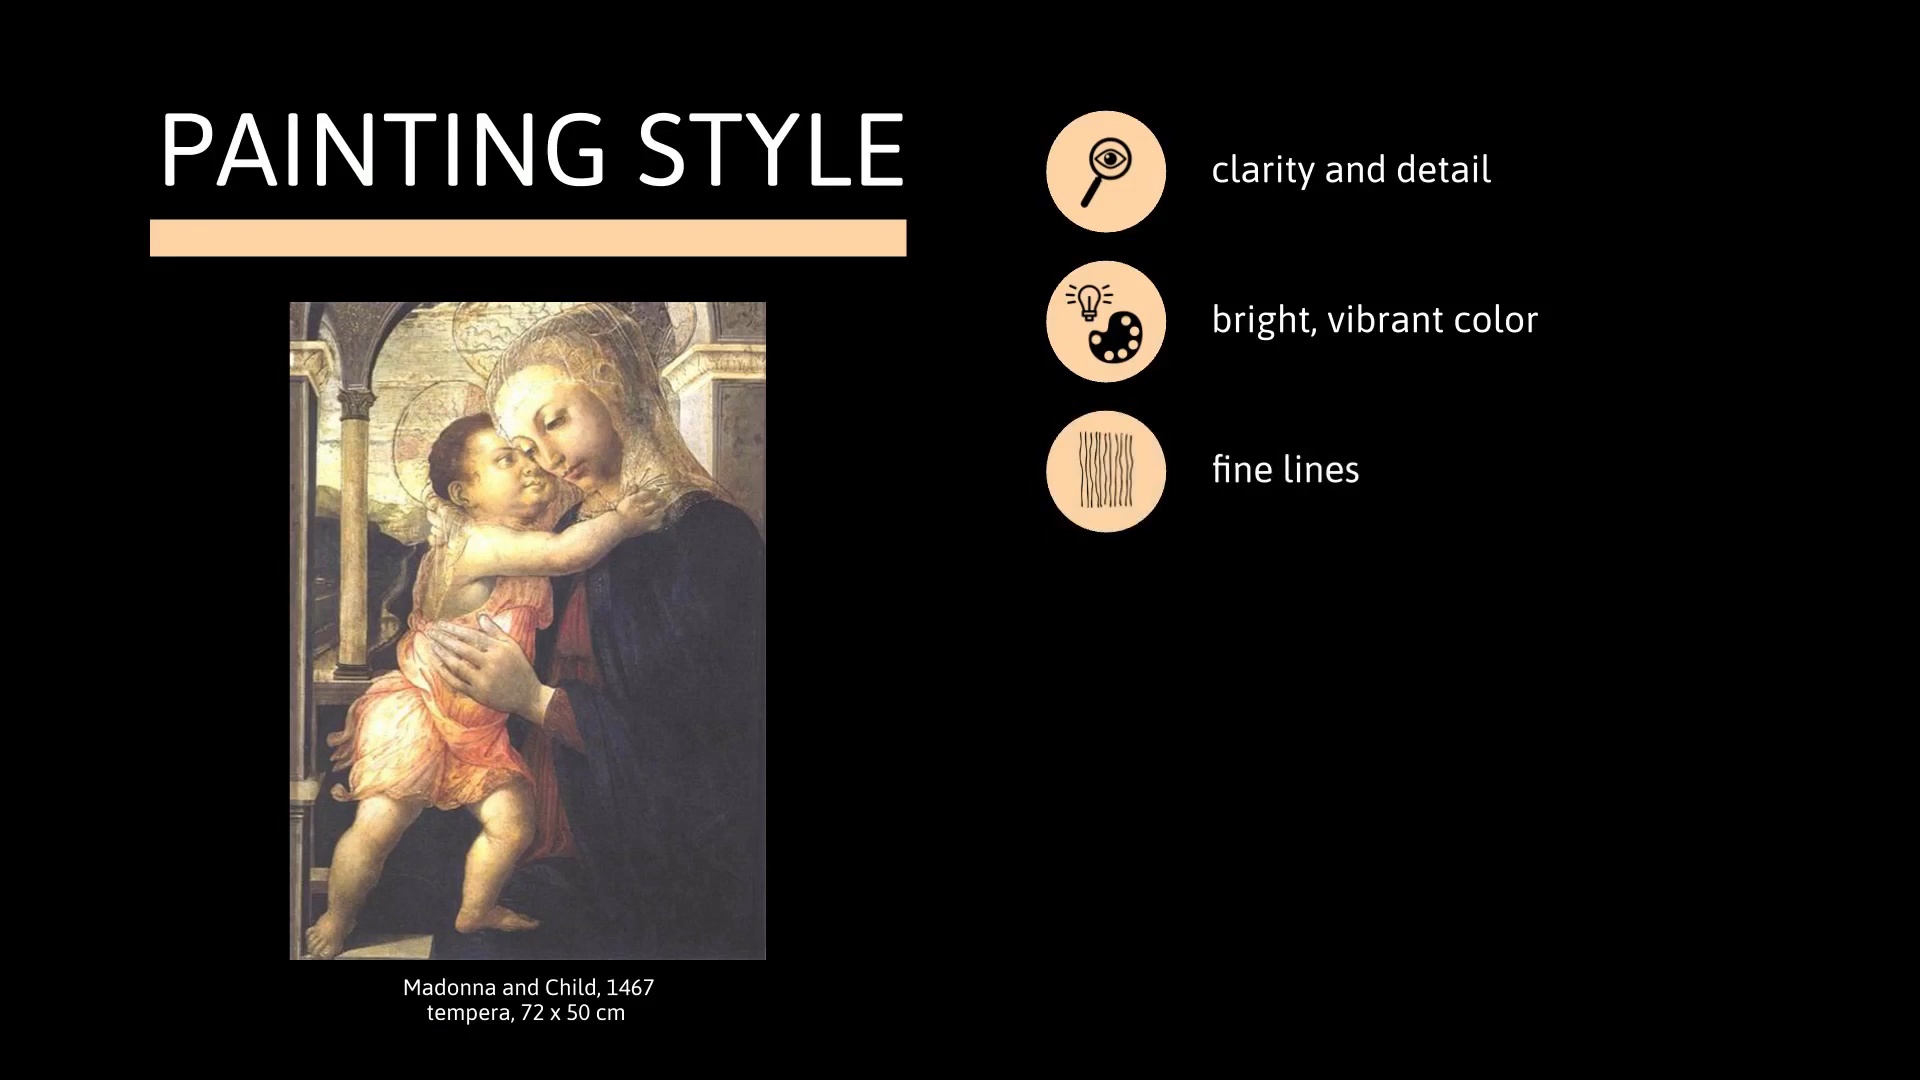 PAINTING STYLE
clarity and detail
bright, vibrant color
fine lines
Madonna and Child, 1467
tempera, 72 x 50 cm